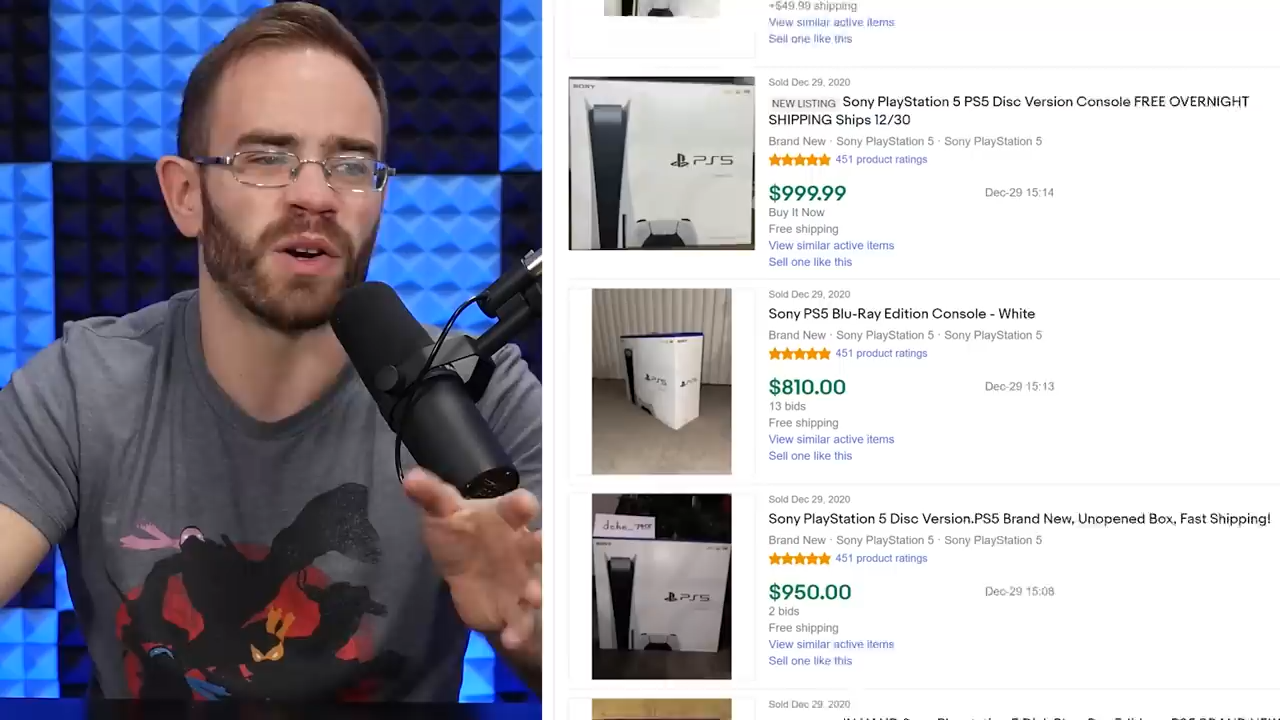 +$49.99 shipping
View similar active items
Sell one like this
Sold Dec 29, 2020
NEW LISTING Sony PlayStation 5 PS5 Disc Version Console FREE OVERNIGHT
SHIPPING Ships 12/30
Brand New · Sony PlayStation 5 · Sony PlayStation 5
451 product ratings
$999.99
Dec-29 15:14
Buy It Now
Free shipping
View similar active items
Sell one like this
SONY
PS5
Sold Dec 29, 2020
Sony PS5 Blu-Ray Edition Console - White
Brand New · Sony PlayStation 5 · Sony PlayStation 5
451 product ratings
$810.00
Dec-29 15:13
13 bids
Free shipping
View similar active items
Sell one like this
PS5
PS5
Sold Dec 29, 2020
Sony PlayStation 5 Disc Version.PS5 Brand New, Unopened Box, Fast Shipping!
Brand New · Sony PlayStation 5 · Sony PlayStation 5
451 product ratings
$950.00
Dec-29 15:08
2 bids
Free shipping
View similar active items
Sell one like this
SONY
PS5
Sold Dec 29, 2020